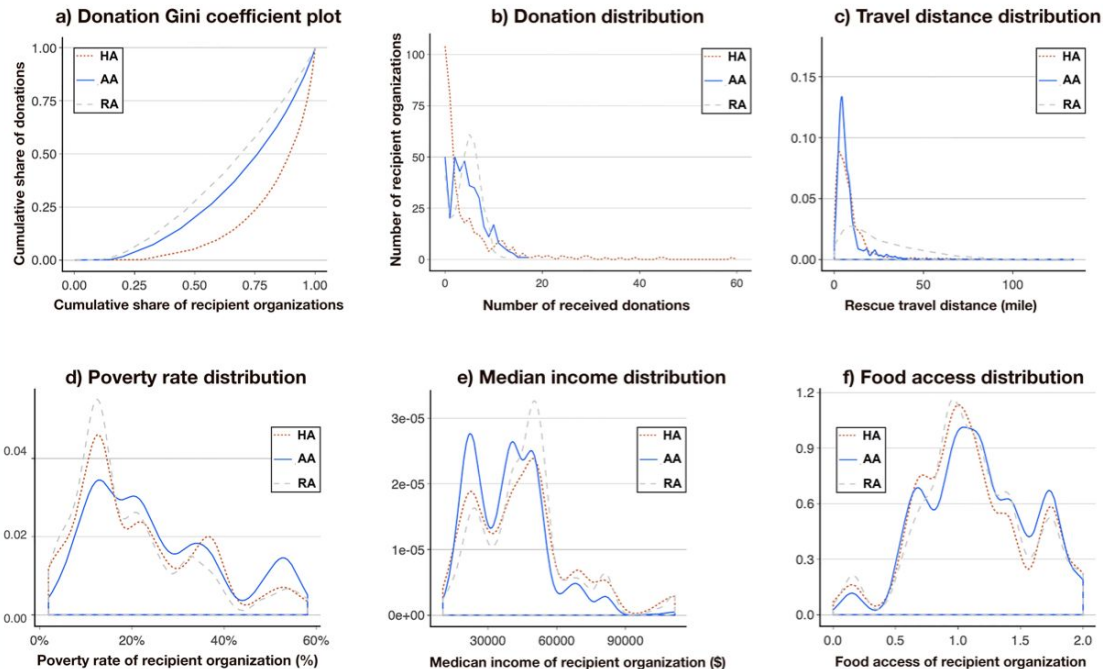 a) Donation Gini coefficient plot
Cumulative share of donations
1.00
0.75
0.50
0.25
0.00
HA
AA
RA
0.00 0.25 0.50 0.75 1.00
Cumulative share of recipient organizations
b) Donation distribution
Number of recipient organizations
100
75
50
25
0
HA
AA
RA
0 20 40 60
Number of received donations
c) Travel distance distribution
0.15
0.10
0.05
0.00
HA
AA
RA
0 50 100
Rescue travel distance (mile)
d) Poverty rate distribution
0.04
0.02
0.00
HA
AA
RA
0% 20% 40% 60%
Poverty rate of recipient organization (%)
e) Median income distribution
3e-05
2e-05
1e-05
0e+00
HA
AA
RA
30000 60000 90000
Medican income of recipient organization ($)
f) Food access distribution
1.2
0.9
0.6
0.3
0.0
HA
AA
RA
0.0 0.5 1.0 1.5 2.0
Food access of recipient organization